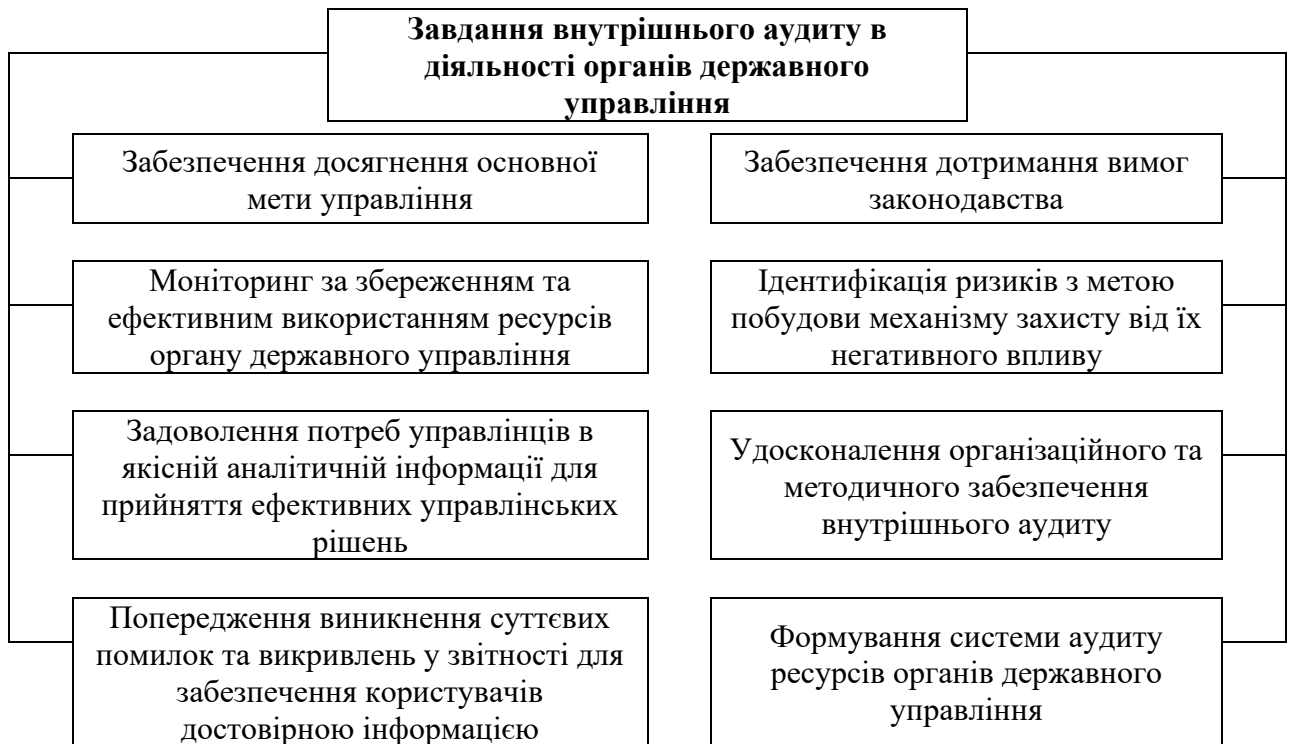 Завдання внутрішнього аудиту в
діяльності органів державного
управління
Забезпечення досягнення основної
мети управління
Забезпечення дотримання вимог
законодавства
Моніторинг за збереженням та
ефективним використанням ресурсів
органу державного управління
Ідентифікація ризиків з метою
побудови механізму захисту від їх
негативного впливу
Задоволення потреб управлінців в
якісній аналітичній інформації для
прийняття ефективних управлінських
рішень
Удосконалення організаційного та
методичного забезпечення
внутрішнього аудиту
Попередження виникнення суттєвих
помилок та викривлень у звітності для
забезпечення користувачів
достовірною інформацією
Формування системи аудиту
ресурсів органів державного
управління